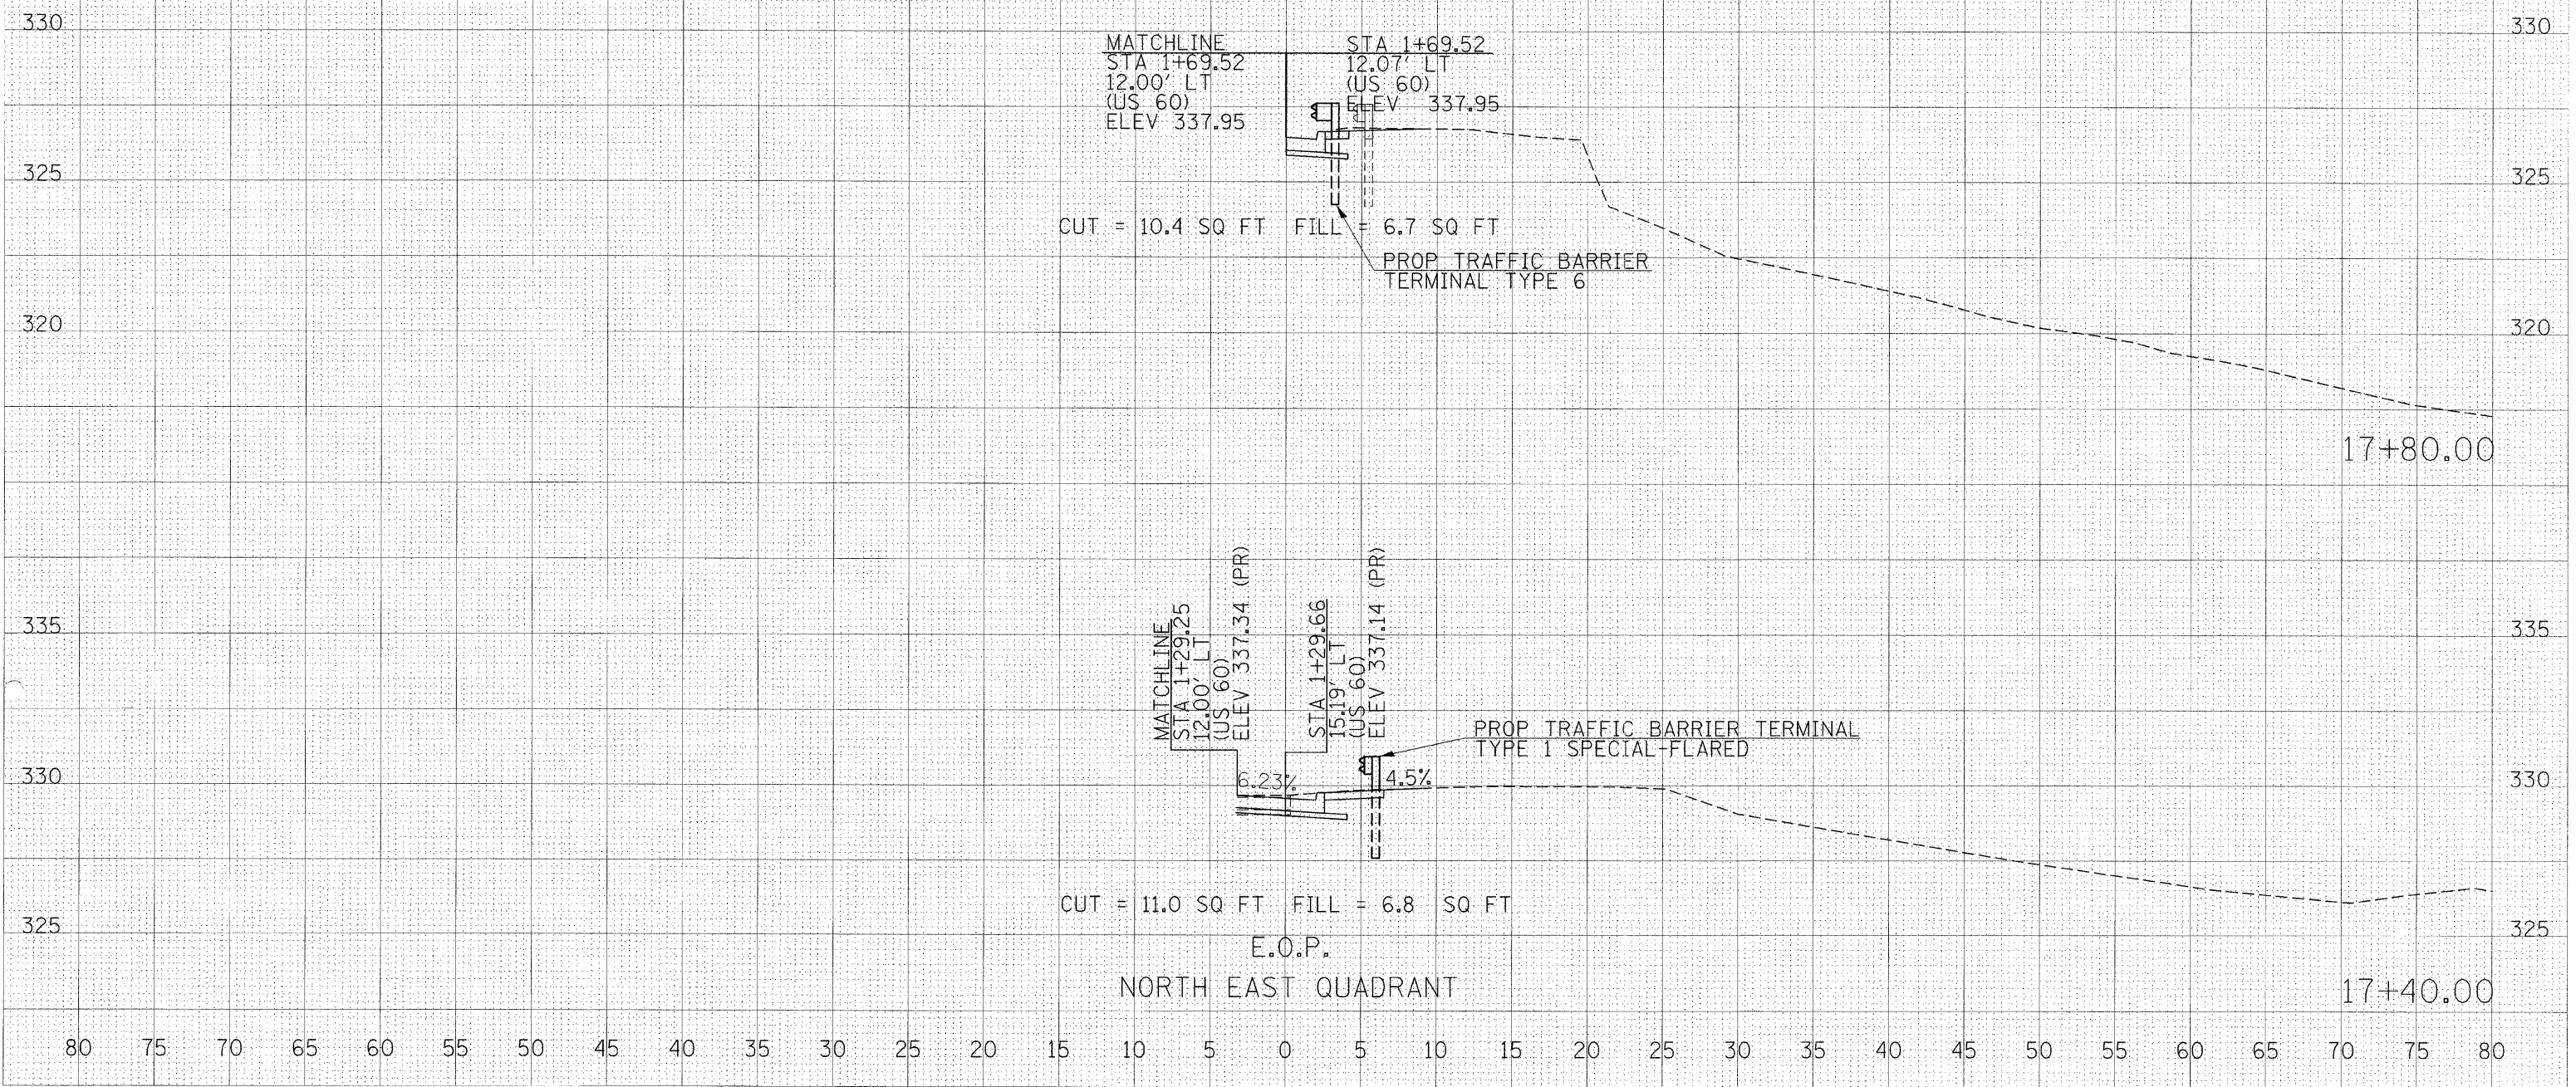 330 330
MATCHLINE
STA 1+69.52
12.00' LT
(US 60)
ELEV 337.95
STA 1+69.52
12.07' LT
(US 60)
ELEV 337.95
325 325
CUT = 10.4 SQ FT FILL = 6.7 SQ FT
PROP TRAFFIC BARRIER
TERMINAL TYPE 6
320 320
17+80.00
MATCHLINE
STA 1+29.25
12.00' LT
(US 60)
ELEV 337.34 (PR)
STA 1+29.66
15.19' LT
(US 60)
ELEV 337.14 (PR)
335 335
PROP TRAFFIC BARRIER TERMINAL
TYPE 1 SPECIAL-FLARED
330 6.23% 4.5% 330
CUT = 11.0 SQ FT FILL = 6.8 SQ FT
325 325
E.O.P.
NORTH EAST QUADRANT
17+40.00
80 75 70 65 60 55 50 45 40 35 30 25 20 15 10 5 0 5 10 15 20 25 30 35 40 45 50 55 60 65 70 75 80